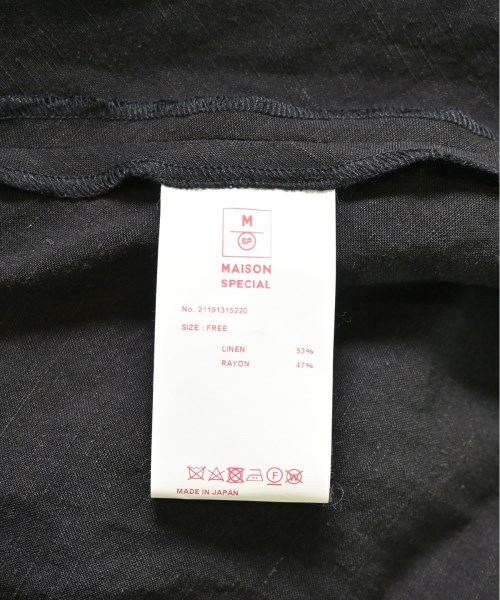 M
SP
MAISON
SPECIAL
No. 21191315220
SIZE : FREE
LINEN 53%
RAYON 47%
MADE IN JAPAN